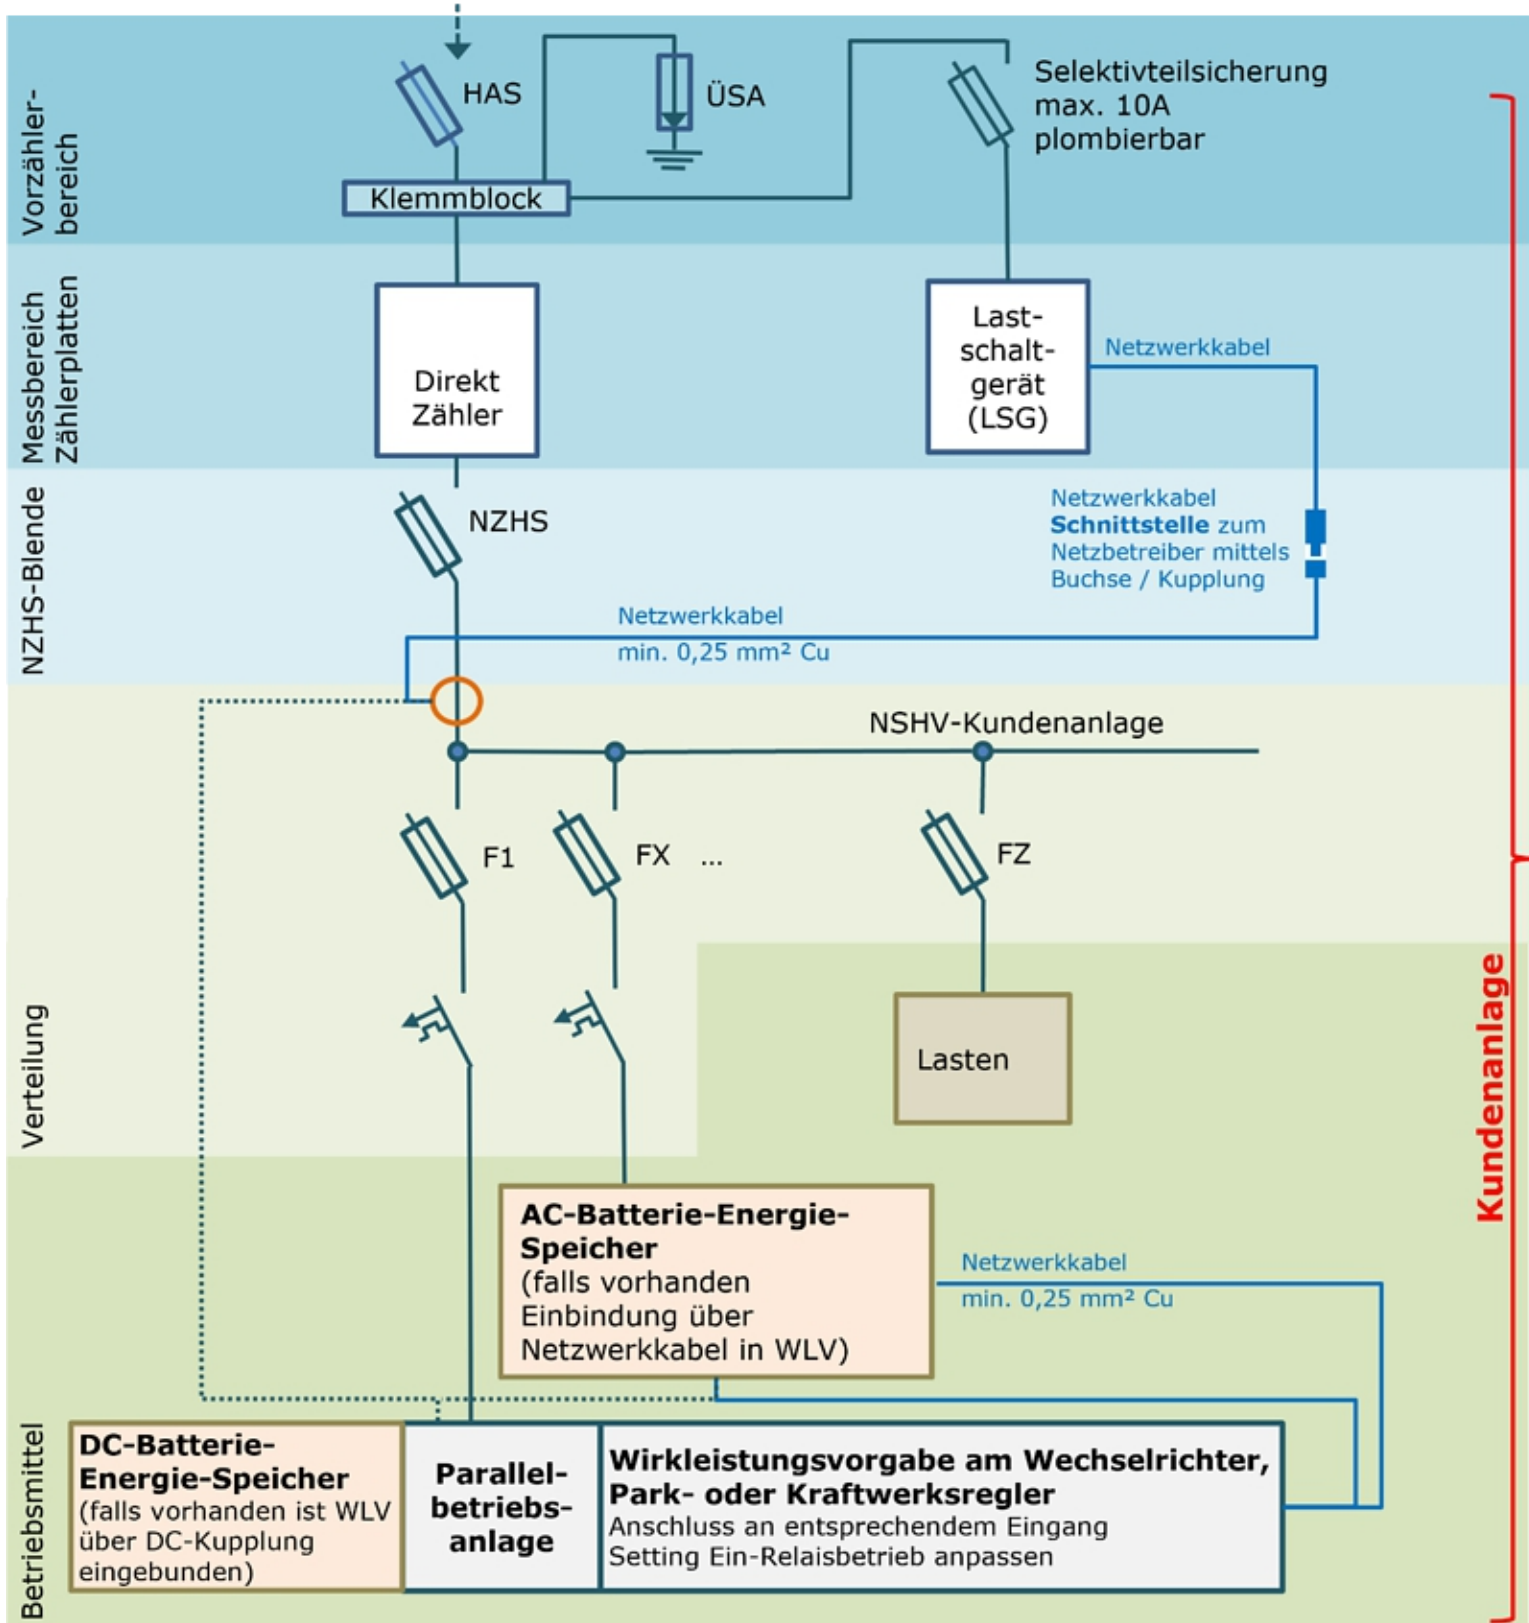 Vorzähler-
bereich
HAS
ÜSA
Selektivteilsicherung
max. 10A
plombierbar
Klemmblock
Messbereich
Zählerplatten
Direkt
Zähler
Last-
schalt-
gerät
(LSG)
Netzwerkkabel
NZHS-Blende
NZHS
Netzwerkkabel
Schnittstelle zum
Netzbetreiber mittels
Buchse / Kupplung
Netzwerkkabel
min. 0,25 mm² Cu
NSHV-Kundenanlage
F1
FX ...
FZ
Verteilung
Lasten
Kundenanlage
AC-Batterie-Energie-
Speicher
(falls vorhanden
Einbindung über
Netzwerkkabel in WLV)
Netzwerkkabel
min. 0,25 mm² Cu
Betriebsmittel
DC-Batterie-
Energie-Speicher
(falls vorhanden ist WLV
über DC-Kupplung
eingebunden)
Parallel-
betriebs-
anlage
Wirkleistungsvorgabe am Wechselrichter,
Park- oder Kraftwerksregler
Anschluss an entsprechendem Eingang
Setting Ein-Relaisbetrieb anpassen